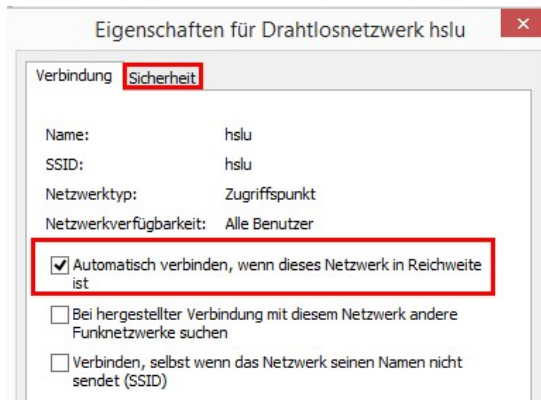 Eigenschaften für Drahtlosnetzwerk hslu
Verbindung Sicherheit
Name: hslu
SSID: hslu
Netzwerktyp: Zugriffspunkt
Netzwerkverfügbarkeit: Alle Benutzer
Automatisch verbinden, wenn dieses Netzwerk in Reichweite
ist
Bei hergestellter Verbindung mit diesem Netzwerk andere
Funknetzwerke suchen
Verbinden, selbst wenn das Netzwerk seinen Namen nicht
sendet (SSID)